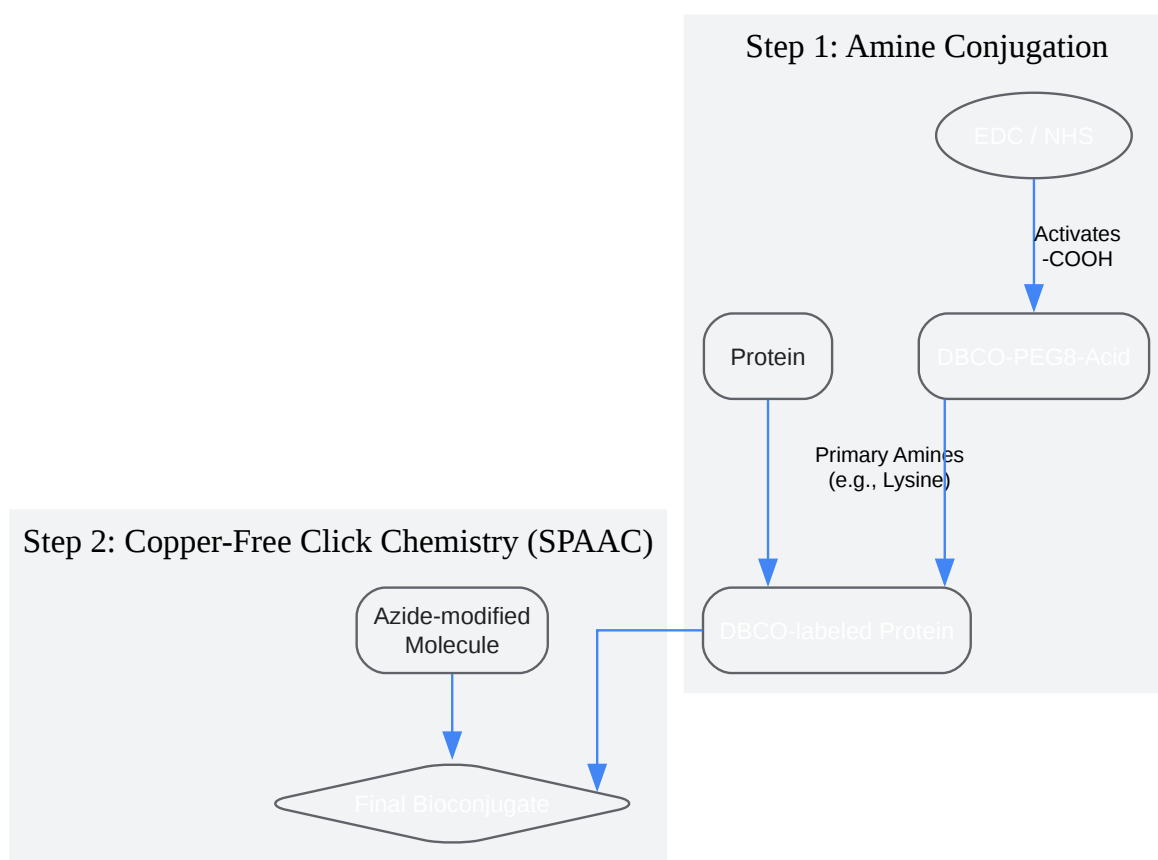 Step 1: Amine Conjugation
EDC / NHS
Activates
-COOH
Protein
DBCO-PEG8-Acid
Primary Amines
(e.g., Lysine)
DBCO-labeled Protein
Step 2: Copper-Free Click Chemistry (SPAAC)
Azide-modified
Molecule
Final Bioconjugate